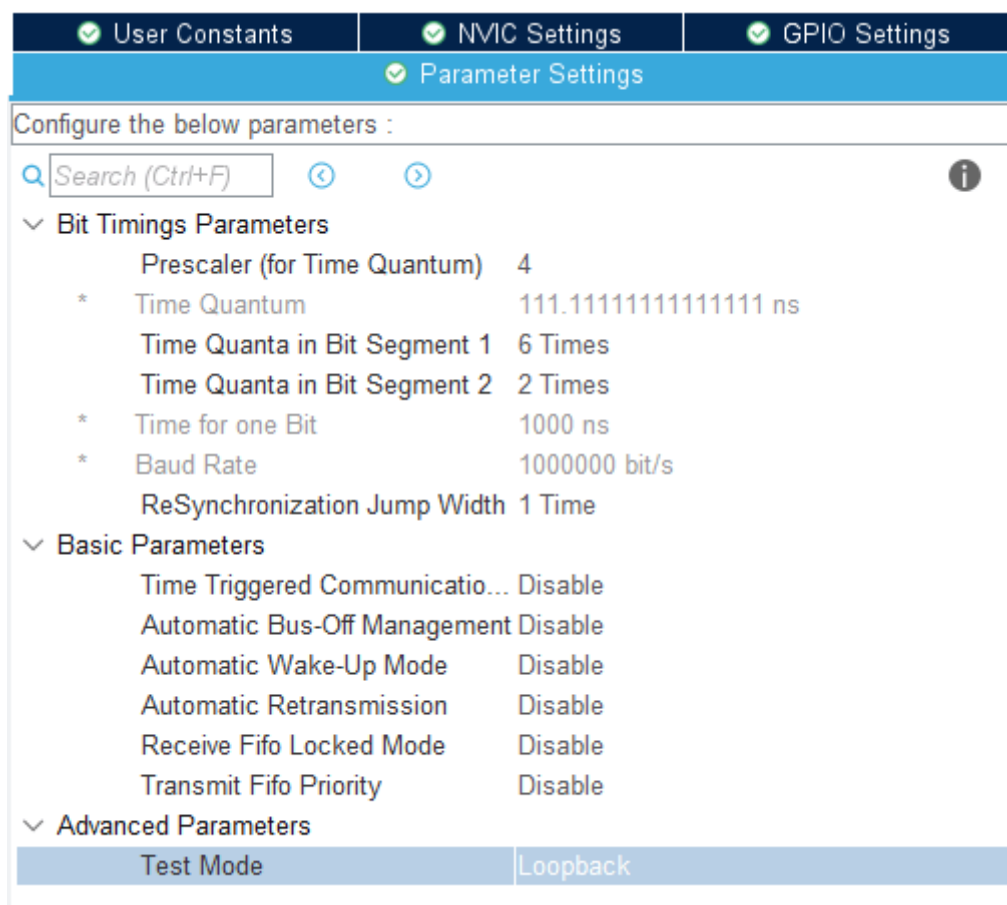 User Constants NVIC Settings GPIO Settings
Parameter Settings
Configure the below parameters :
Search (Ctrl+F)
Bit Timings Parameters
Prescaler (for Time Quantum) 4
* Time Quantum 111.11111111111111 ns
Time Quanta in Bit Segment 1 6 Times
Time Quanta in Bit Segment 2 2 Times
* Time for one Bit 1000 ns
* Baud Rate 1000000 bit/s
ReSynchronization Jump Width 1 Time
Basic Parameters
Time Triggered Communicatio... Disable
Automatic Bus-Off Management Disable
Automatic Wake-Up Mode Disable
Automatic Retransmission Disable
Receive Fifo Locked Mode Disable
Transmit Fifo Priority Disable
Advanced Parameters
Test Mode Loopback